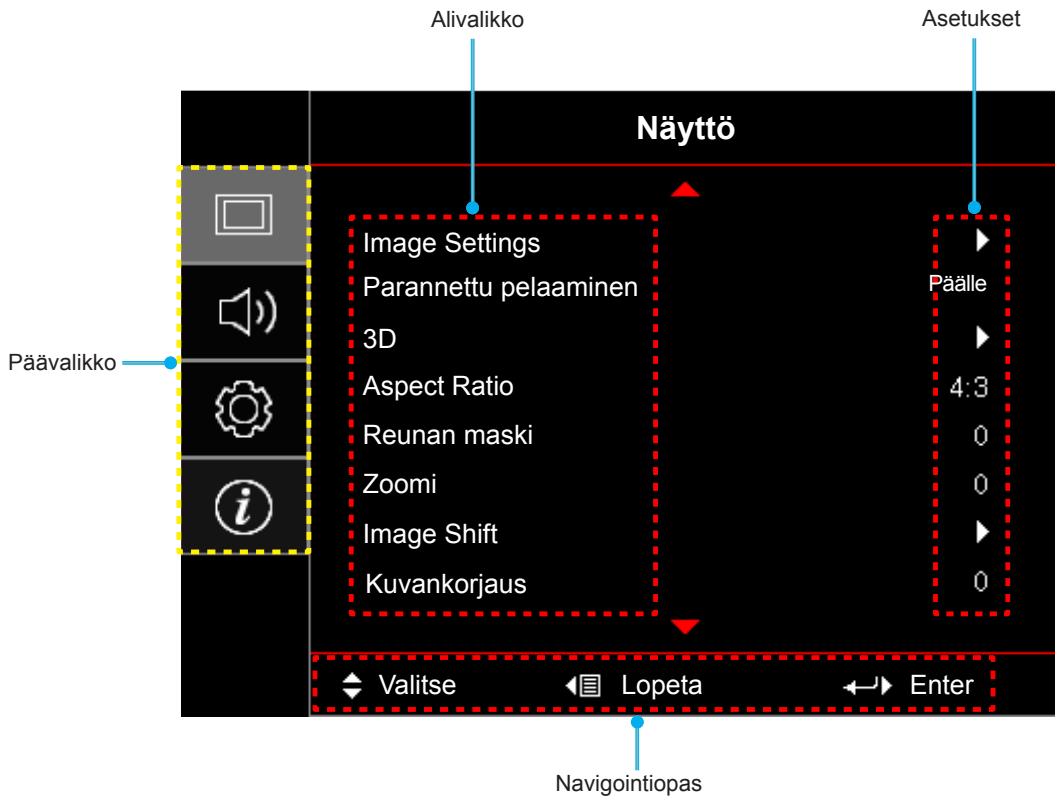 Alivalikko
Asetukset
Näyttö
Image Settings
Parannettu pelaaminen Päälle
3D
Aspect Ratio 4:3
Päävalikko
Reunan maski 0
Zoomi 0
Image Shift
Kuvankorjaus 0
Valitse Lopeta Enter
Navigointiopas